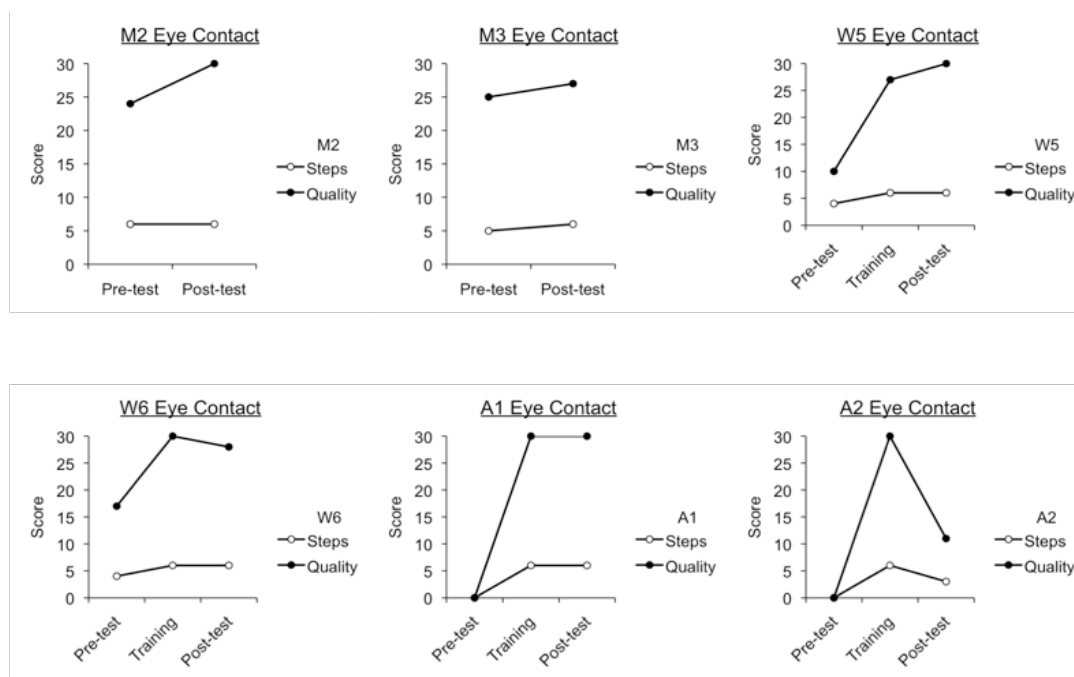 M2 Eye Contact
30
25
20
15
10
5
0
Score
Pre-test Post-test
M2
Steps
Quality
M3 Eye Contact
30
25
20
15
10
5
0
Score
Pre-test Post-test
M3
Steps
Quality
W5 Eye Contact
30
25
20
15
10
5
0
Score
Pre-test Training Post-test
W5
Steps
Quality
W6 Eye Contact
30
25
20
15
10
5
0
Score
Pre-test Training Post-test
W6
Steps
Quality
A1 Eye Contact
30
25
20
15
10
5
0
Score
Pre-test Training Post-test
A1
Steps
Quality
A2 Eye Contact
30
25
20
15
10
5
0
Score
Pre-test Training Post-test
A2
Steps
Quality